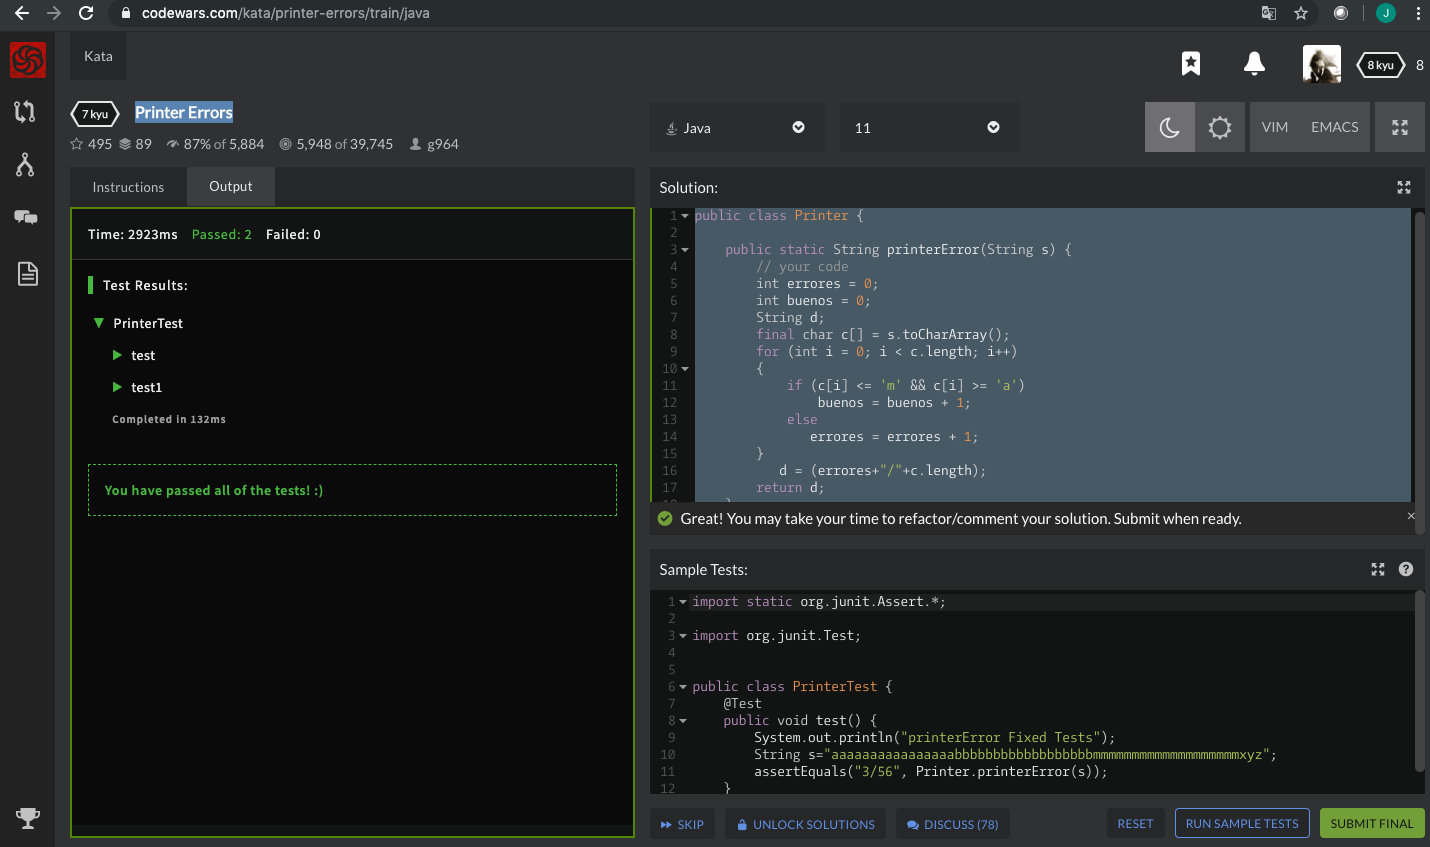 codewars.com/kata/printer-errors/train/java
J
Kata
8 kyu
8
7 kyu
Printer Errors
495 89 87% of 5,884 5,948 of 39,745 g964
Java
11
VIM
EMACS
Instructions
Output
Time: 2923ms Passed: 2 Failed: 0
Test Results:
PrinterTest
test
test1
Completed in 132ms
You have passed all of the tests! :)
Solution:
1 public class Printer {
2
3 public static String printerError(String s) {
4 // your code
5 int errores = 0;
6 int buenos = 0;
7 String d;
8 final char c[] = s.toCharArray();
9 for (int i = 0; i < c.length; i++)
10 {
11 if (c[i] <= 'm' && c[i] >= 'a')
12 buenos = buenos + 1;
13 else
14 errores = errores + 1;
15 }
16 d = (errores+"/"+c.length);
17 return d;
Great! You may take your time to refactor/comment your solution. Submit when ready.
Sample Tests:
1 import static org.junit.Assert.*;
2
3 import org.junit.Test;
4
5
6 public class PrinterTest {
7 @Test
8 public void test() {
9 System.out.println("printerError Fixed Tests");
10 String s="aaaaaaaaaaaaaaaabbbbbbbbbbbbbbbbbbmmmmmmmmmmmmmmmmmmmxyz";
11 assertEquals("3/56", Printer.printerError(s));
12 }
SKIP
UNLOCK SOLUTIONS
DISCUSS (78)
RESET
RUN SAMPLE TESTS
SUBMIT FINAL